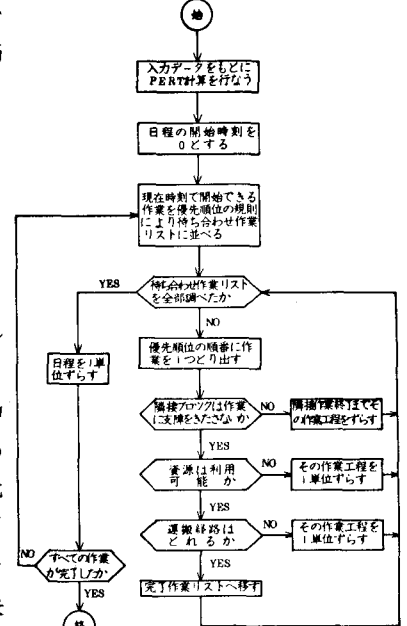 始
入力データをもとに
PERT計算を行なう
日程の開始時刻を
0とする
現在時刻で開始できる
作業を優先順位の規則
により待ち合わせ作業
リストに並べる
YES
待ち合わせ作業リスト
を全部調べたか
NO
日程を1単
位ずらす
優先順位の順番に作
業を1つとり出す
隣接ブロックは作業
に支障をきたさないか
NO
隣接作業終了までそ
の作業工程をずらす
YES
資源は利用
可能か
NO
その作業工程を
1単位ずらす
YES
運搬経路は
とれるか
NO
その作業工程を
1単位ずらす
YES
NO
すべての作業
が完了したか
完了作業リストへ移す
YES
終